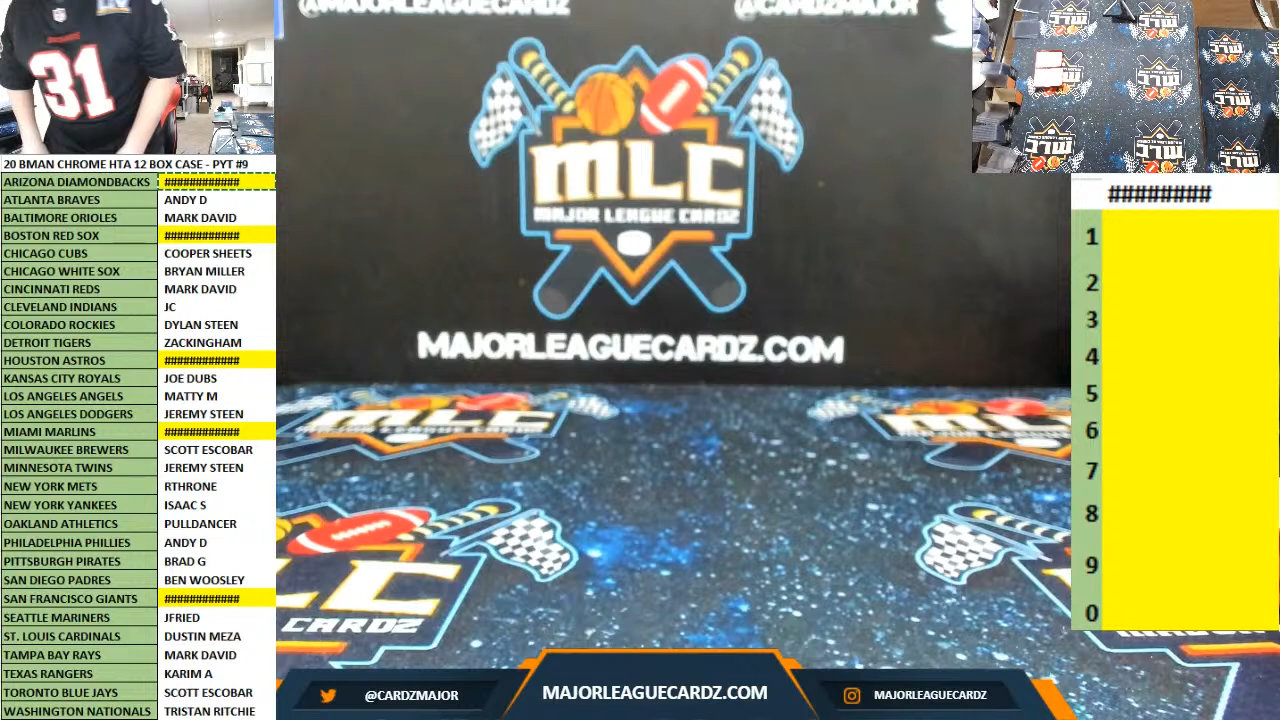 @MAJORLEAGUECARDZ
@CARDZMAJOR
31
MLC
MAJOR LEAGUE CARDZ
MAJORLEAGUECARDZ.COM
20 BMAN CHROME HTA 12 BOX CASE - PYT #9
ARIZONA DIAMONDBACKS ############
ATLANTA BRAVES ANDY D
BALTIMORE ORIOLES MARK DAVID
BOSTON RED SOX ############
CHICAGO CUBS COOPER SHEETS
CHICAGO WHITE SOX BRYAN MILLER
CINCINNATI REDS MARK DAVID
CLEVELAND INDIANS JC
COLORADO ROCKIES DYLAN STEEN
DETROIT TIGERS ZACKINGHAM
HOUSTON ASTROS ############
KANSAS CITY ROYALS JOE DUBS
LOS ANGELES ANGELS MATTY M
LOS ANGELES DODGERS JEREMY STEEN
MIAMI MARLINS ############
MILWAUKEE BREWERS SCOTT ESCOBAR
MINNESOTA TWINS JEREMY STEEN
NEW YORK METS RTHRONE
NEW YORK YANKEES ISAAC S
OAKLAND ATHLETICS PULLDANCER
PHILADELPHIA PHILLIES ANDY D
PITTSBURGH PIRATES BRAD G
SAN DIEGO PADRES BEN WOOSLEY
SAN FRANCISCO GIANTS ############
SEATTLE MARINERS JFRIED
ST. LOUIS CARDINALS DUSTIN MEZA
TAMPA BAY RAYS MARK DAVID
TEXAS RANGERS KARIM A
TORONTO BLUE JAYS SCOTT ESCOBAR
WASHINGTON NATIONALS TRISTAN RITCHIE
MLC
MLC
MLC
CARDZ
########
1
2
3
4
5
6
7
8
9
0
@CARDZMAJOR
MAJORLEAGUECARDZ.COM
MAJORLEAGUECARDZ